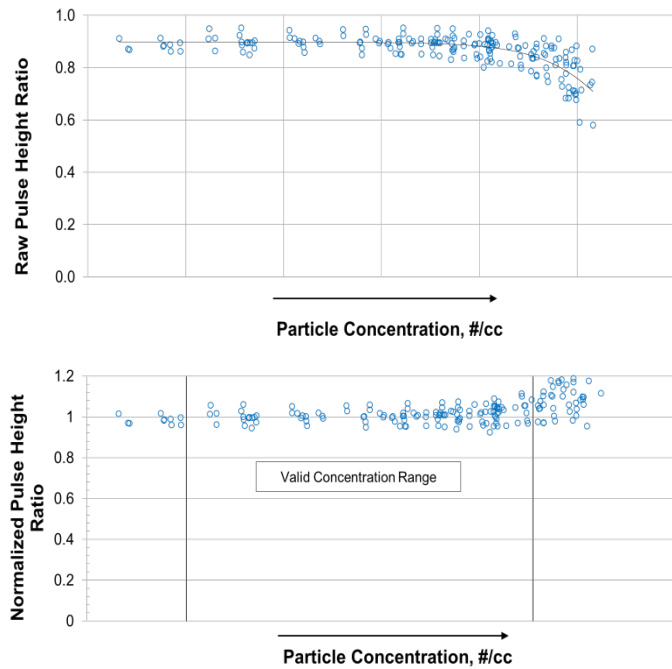 Raw Pulse Height Ratio
1.0
0.8
0.6
0.4
0.2
0.0
Particle Concentration, #/cc
Normalized Pulse Height
Ratio
1.2
1
0.8
0.6
0.4
0.2
0
Valid Concentration Range
Particle Concentration, #/cc